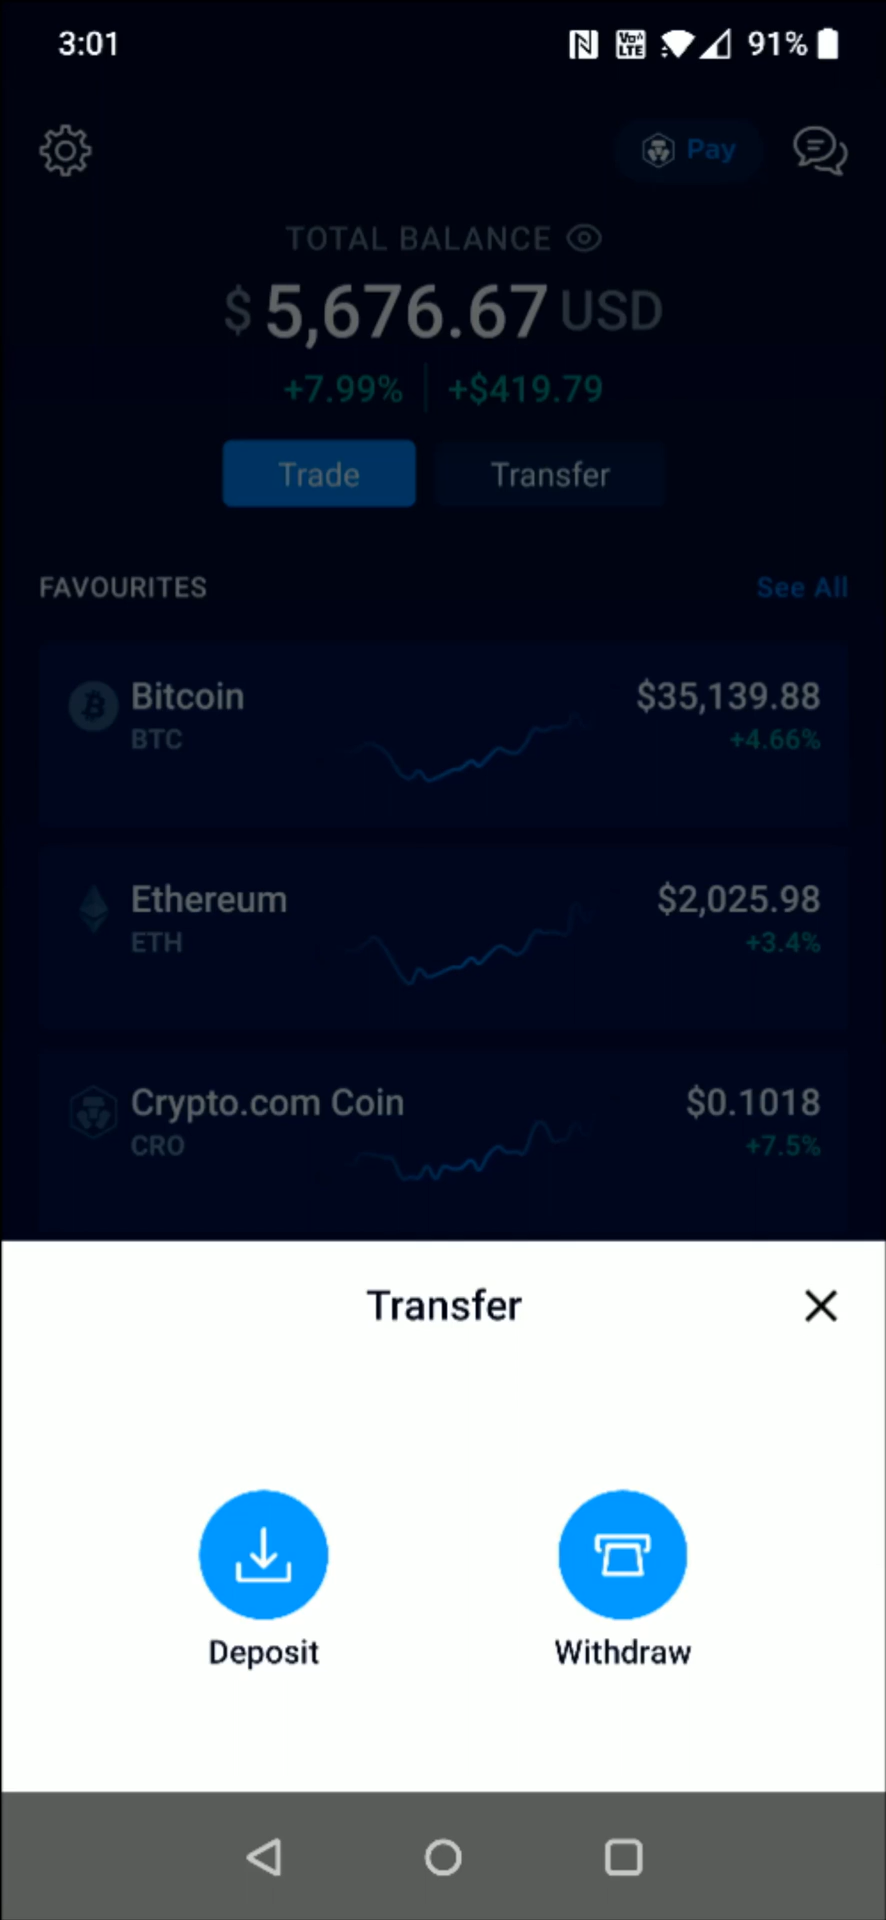 3:01 Vo LTE 91%
Pay
TOTAL BALANCE
$ 5,676.67 USD
+7.99% +$419.79
Trade Transfer
FAVOURITES See All
Bitcoin $35,139.88
BTC +4.66%
Ethereum $2,025.98
ETH +3.4%
Crypto.com Coin $0.1018
CRO +7.5%
Transfer
Deposit Withdraw